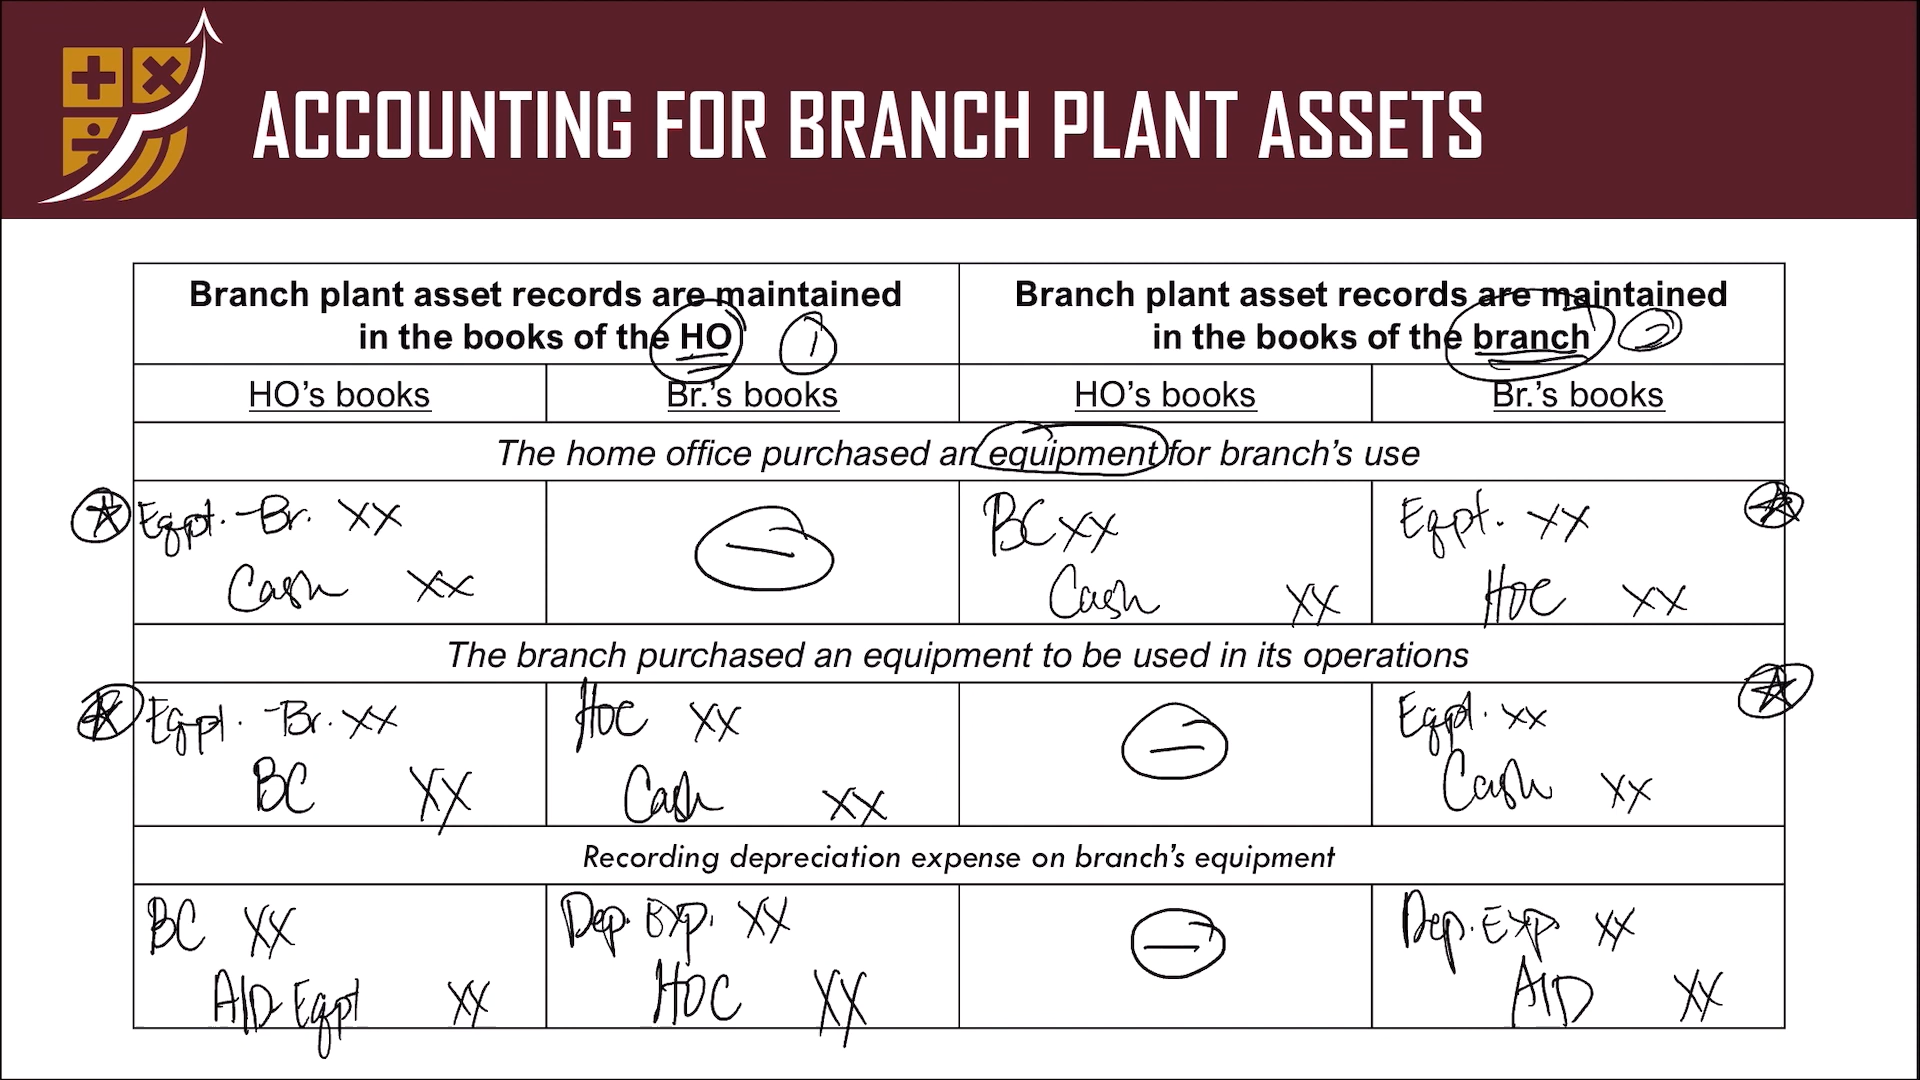 ACCOUNTING FOR BRANCH PLANT ASSETS
Branch plant asset records are maintained
in the books of the HO 1
Branch plant asset records are maintained
in the books of the branch 2
HO's books
Br.'s books
HO's books
Br.'s books
The home office purchased an equipment for branch's use
Eqpt. - Br. XX
Cash XX
—
BC XX
Cash XX
Eqpt. XX
HOC XX
The branch purchased an equipment to be used in its operations
Eqpt. - Br. XX
BC XX
HOC XX
Cash XX
—
Eqpt. XX
Cash XX
Recording depreciation expense on branch's equipment
BC XX
A/D Eqpt XX
Dep. Exp. XX
HOC XX
—
Dep. Exp XX
A/D XX